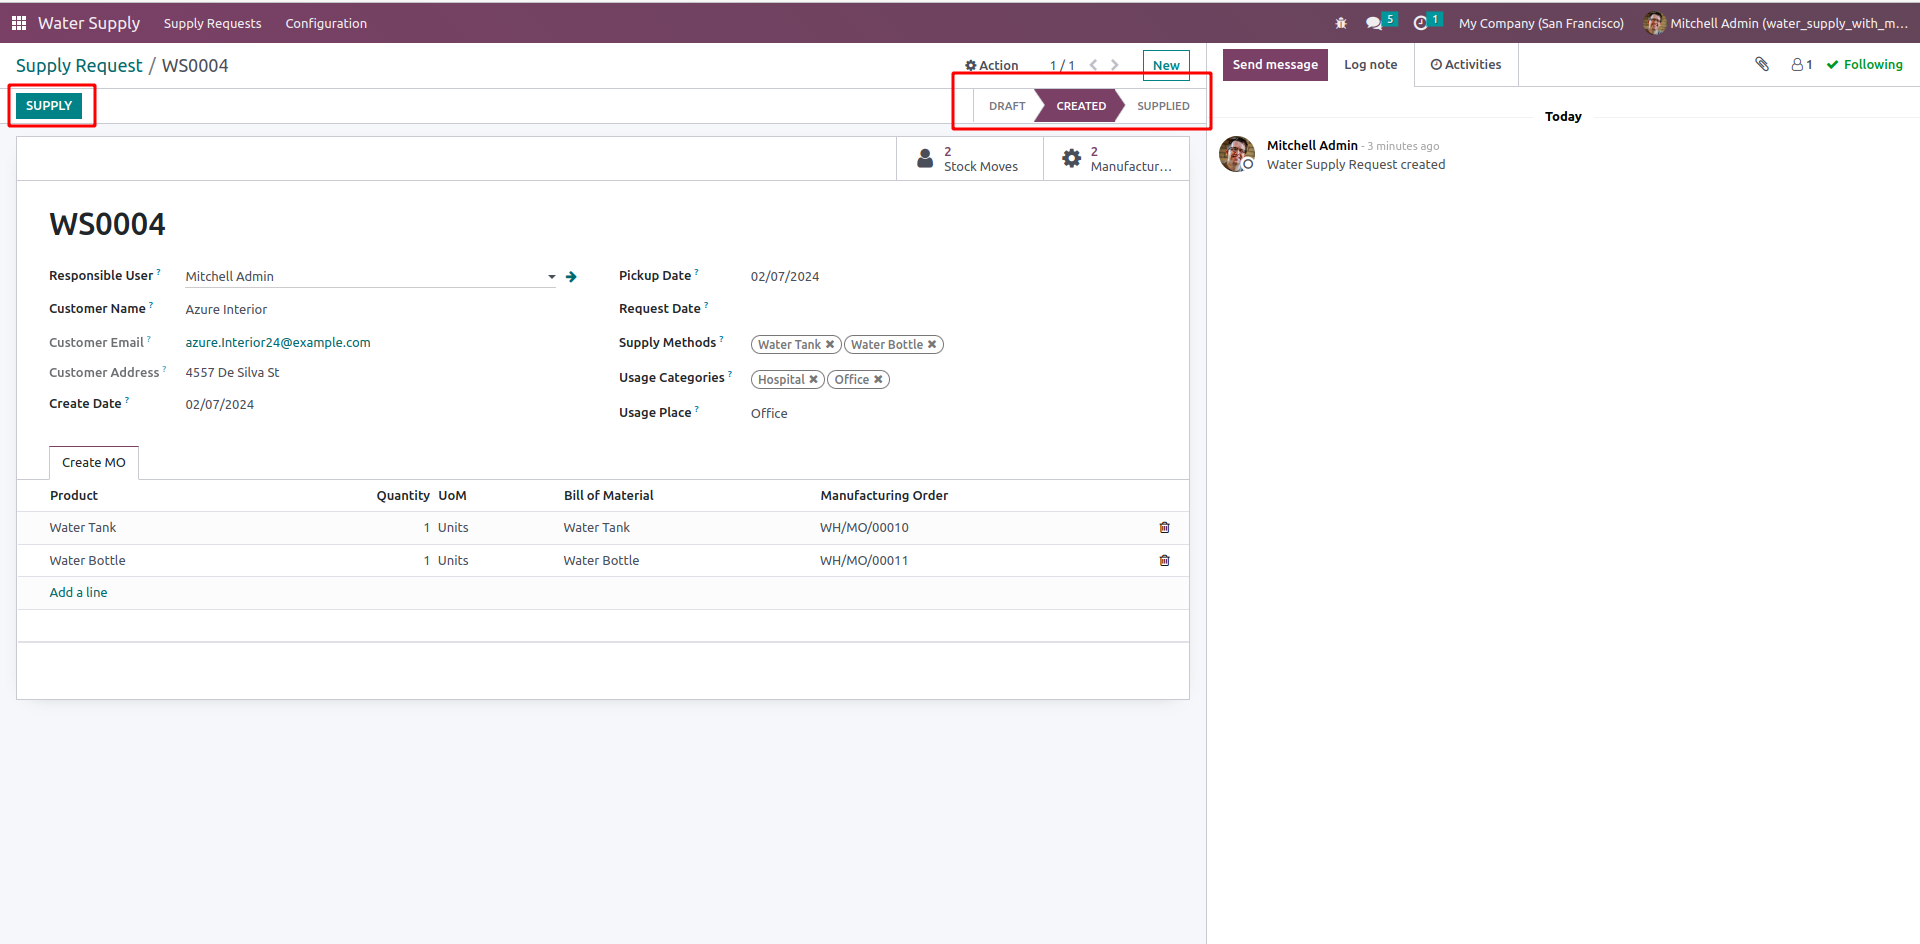 Water Supply Supply Requests Configuration 5 1 My Company (San Francisco) Mitchell Admin (water_supply_with_m...
Supply Request / WS0004 Action 1 / 1 New
Send message Log note Activities 1 Following
SUPPLY DRAFT CREATED SUPPLIED
Today
2 Stock Moves
2 Manufactur...
Mitchell Admin - 3 minutes ago
Water Supply Request created
WS0004
Responsible User ? Mitchell Admin
Customer Name ? Azure Interior
Customer Email ? azure.Interior24@example.com
Customer Address ? 4557 De Silva St
Create Date ? 02/07/2024
Pickup Date ? 02/07/2024
Request Date ?
Supply Methods ? Water Tank Water Bottle
Usage Categories ? Hospital Office
Usage Place ? Office
Create MO
Product Quantity UoM Bill of Material Manufacturing Order
Water Tank 1 Units Water Tank WH/MO/00010
Water Bottle 1 Units Water Bottle WH/MO/00011
Add a line